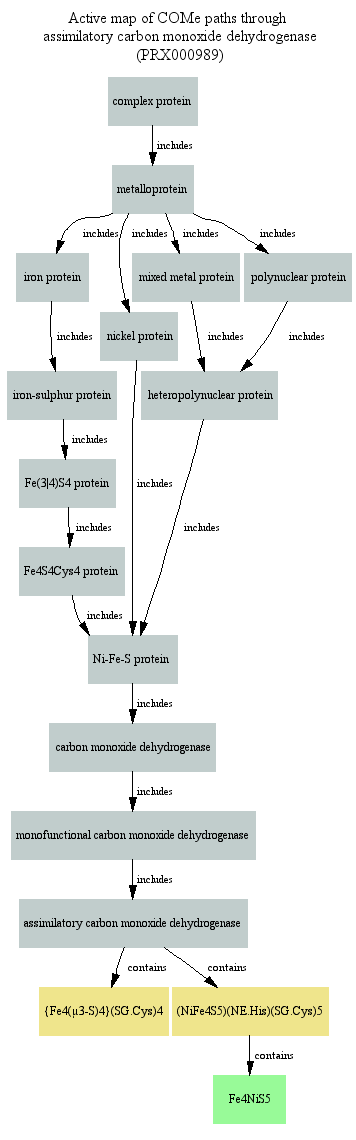 Active map of COMe paths through
assimilatory carbon monoxide dehydrogenase
(PRX000989)
complex protein
includes
metalloprotein
includes
includes
includes
includes
iron protein
mixed metal protein
polynuclear protein
nickel protein
includes
includes
includes
iron-sulphur protein
heteropolynuclear protein
includes
Fe(3|4)S4 protein
includes
includes
includes
Fe4S4Cys4 protein
includes
Ni-Fe-S protein
includes
carbon monoxide dehydrogenase
includes
monofunctional carbon monoxide dehydrogenase
includes
assimilatory carbon monoxide dehydrogenase
contains
contains
{Fe4(µ3-S)4}(SG.Cys)4
(NiFe4S5)(NE.His)(SG.Cys)5
contains
Fe4NiS5